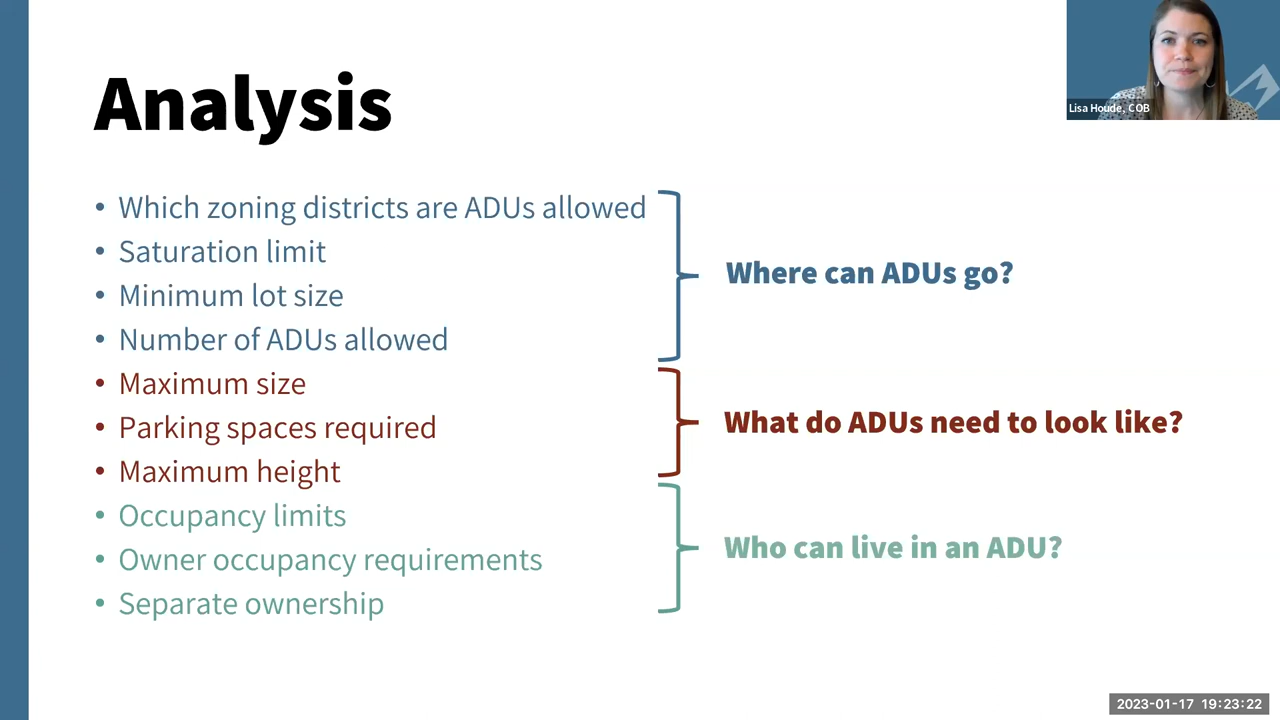 Analysis
Lisa Houde, COB
• Which zoning districts are ADUs allowed
• Saturation limit
• Minimum lot size
• Number of ADUs allowed
Where can ADUs go?
• Maximum size
• Parking spaces required
• Maximum height
What do ADUs need to look like?
• Occupancy limits
• Owner occupancy requirements
• Separate ownership
Who can live in an ADU?
2023-01-17 19:23:22